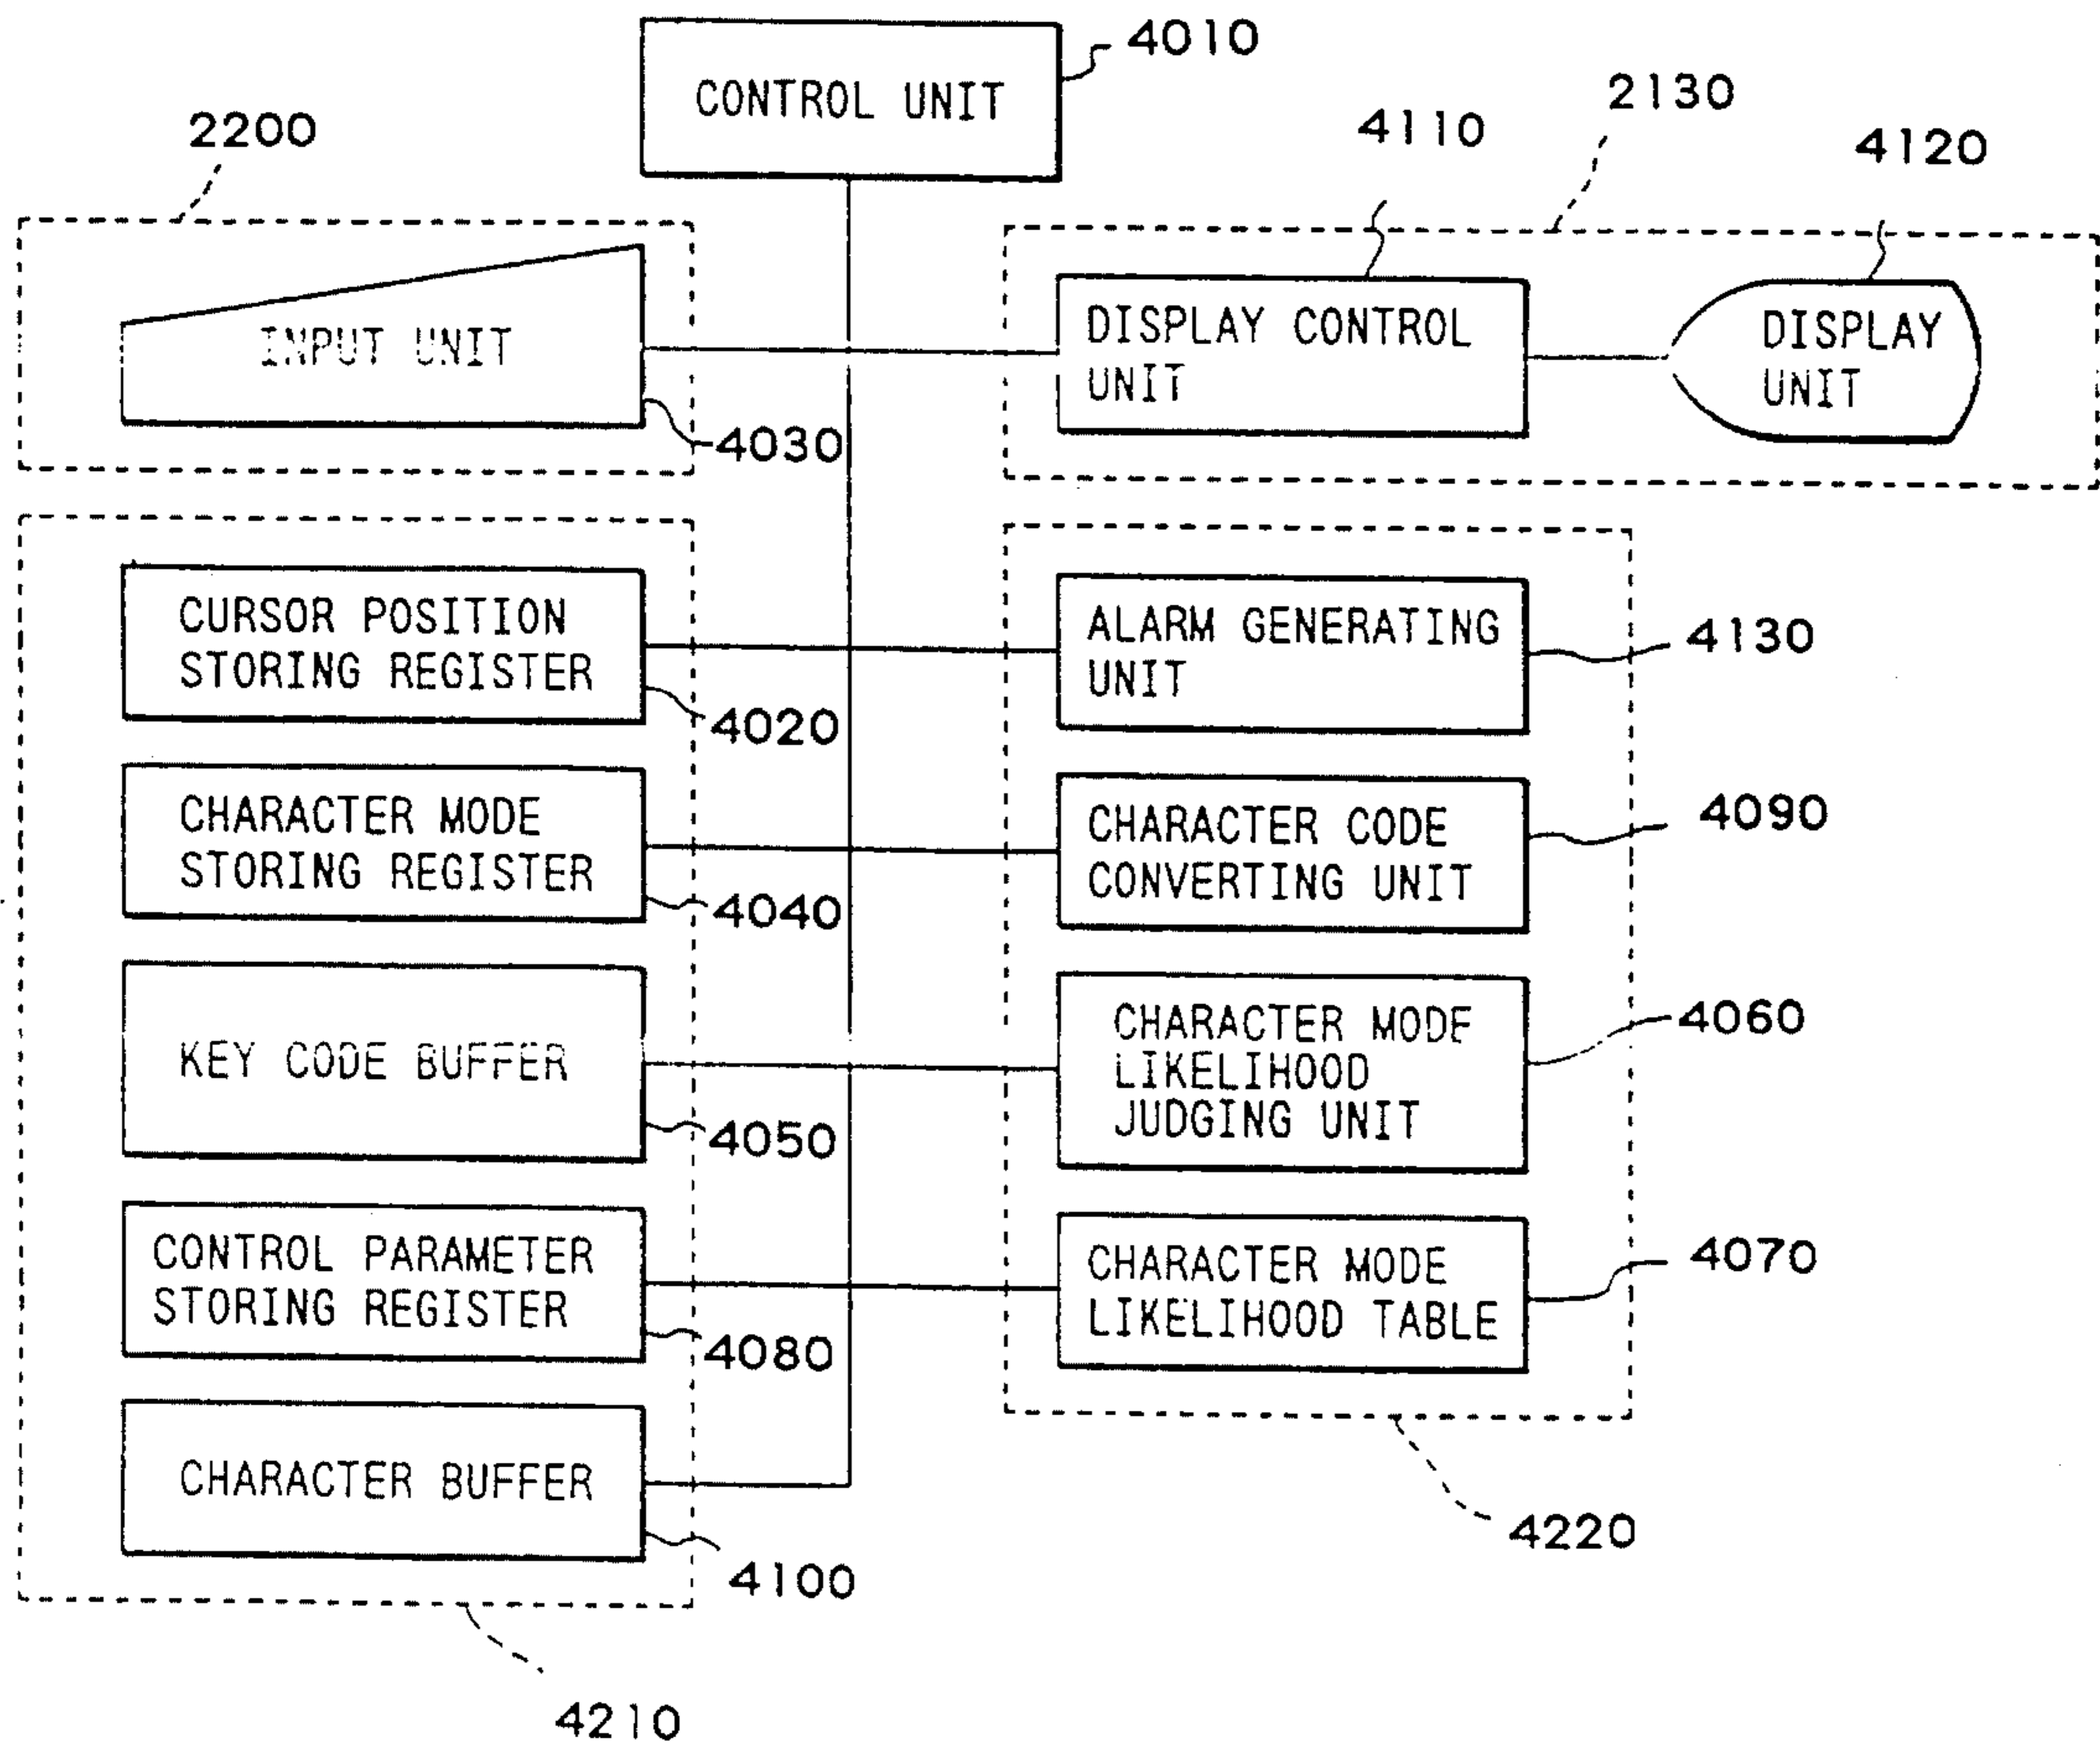 CONTROL UNIT
4010
2200
4110
2130
4120
INPUT UNIT
4030
DISPLAY CONTROL
UNIT
DISPLAY
UNIT
CURSOR POSITION
STORING REGISTER
4020
ALARM GENERATING
UNIT
4130
CHARACTER MODE
STORING REGISTER
4040
CHARACTER CODE
CONVERTING UNIT
4090
KEY CODE BUFFER
4050
CHARACTER MODE
LIKELIHOOD
JUDGING UNIT
4060
CONTROL PARAMETER
STORING REGISTER
4080
CHARACTER MODE
LIKELIHOOD TABLE
4070
CHARACTER BUFFER
4100
4220
4210